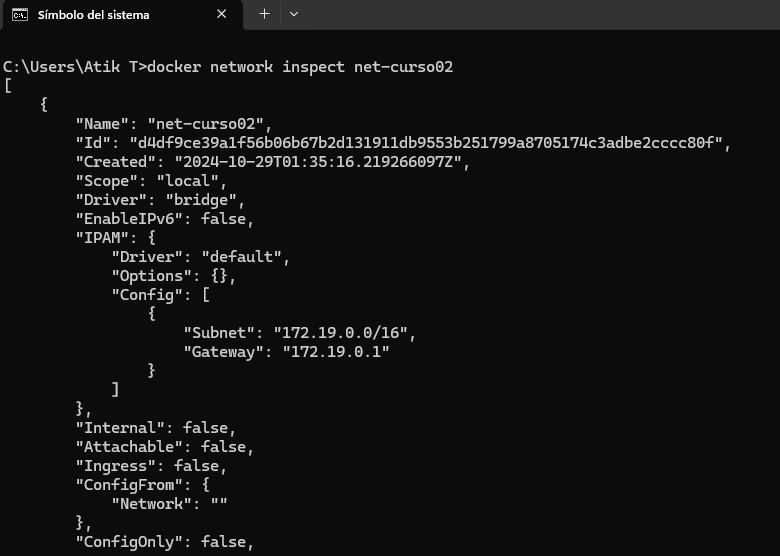 Símbolo del sistema
C:\Users\Atik T>docker network inspect net-curso02
[
    {
        "Name": "net-curso02",
        "Id": "d4df9ce39a1f56b06b67b2d131911db9553b251799a8705174c3adbe2cccc80f",
        "Created": "2024-10-29T01:35:16.219266097Z",
        "Scope": "local",
        "Driver": "bridge",
        "EnableIPv6": false,
        "IPAM": {
            "Driver": "default",
            "Options": {},
            "Config": [
                {
                    "Subnet": "172.19.0.0/16",
                    "Gateway": "172.19.0.1"
                }
            ]
        },
        "Internal": false,
        "Attachable": false,
        "Ingress": false,
        "ConfigFrom": {
            "Network": ""
        },
        "ConfigOnly": false,